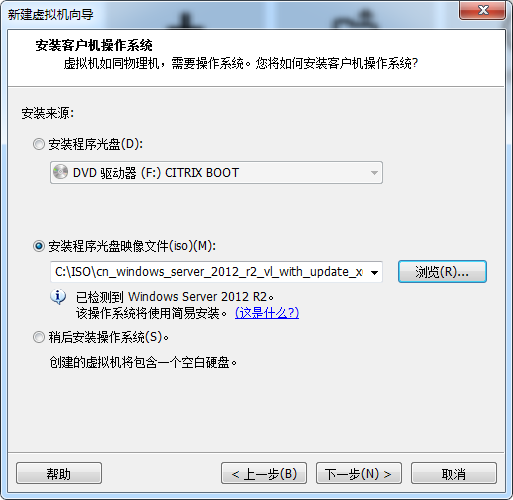 新建虚拟机向导
安装客户机操作系统
虚拟机如同物理机，需要操作系统。您将如何安装客户机操作系统?
安装来源:
安装程序光盘(D):
DVD 驱动器 (F:) CITRIX BOOT
安装程序光盘映像文件(iso)(M):
C:\ISO\cn_windows_server_2012_r2_vl_with_update_x
浏览(R)...
已检测到 Windows Server 2012 R2。
该操作系统将使用简易安装。 (这是什么?)
稍后安装操作系统(S)。
创建的虚拟机将包含一个空白硬盘。
帮助
< 上一步(B)
下一步(N) >
取消